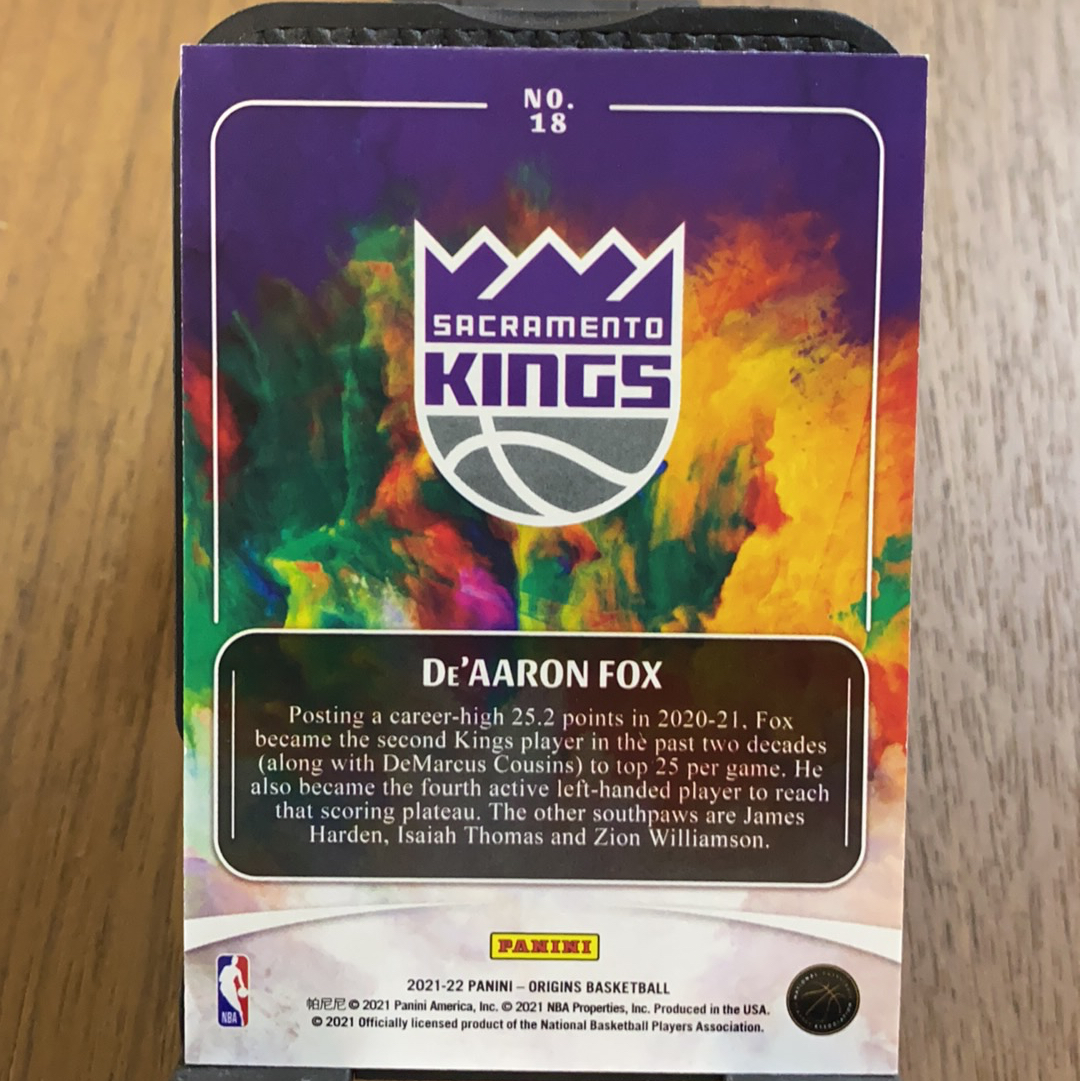 NO.
18
SACRAMENTO
KINGS
DE'AARON FOX
Posting a career-high 25.2 points in 2020-21, Fox
became the second Kings player in the past two decades
(along with DeMarcus Cousins) to top 25 per game. He
also became the fourth active left-handed player to reach
that scoring plateau. The other southpaws are James
Harden, Isaiah Thomas and Zion Williamson.
PANINI
2021-22 PANINI – ORIGINS BASKETBALL
帕尼尼 © 2021 Panini America, Inc. © 2021 NBA Properties, Inc. Produced in the USA.
© 2021 Officially licensed product of the National Basketball Players Association.
NBA